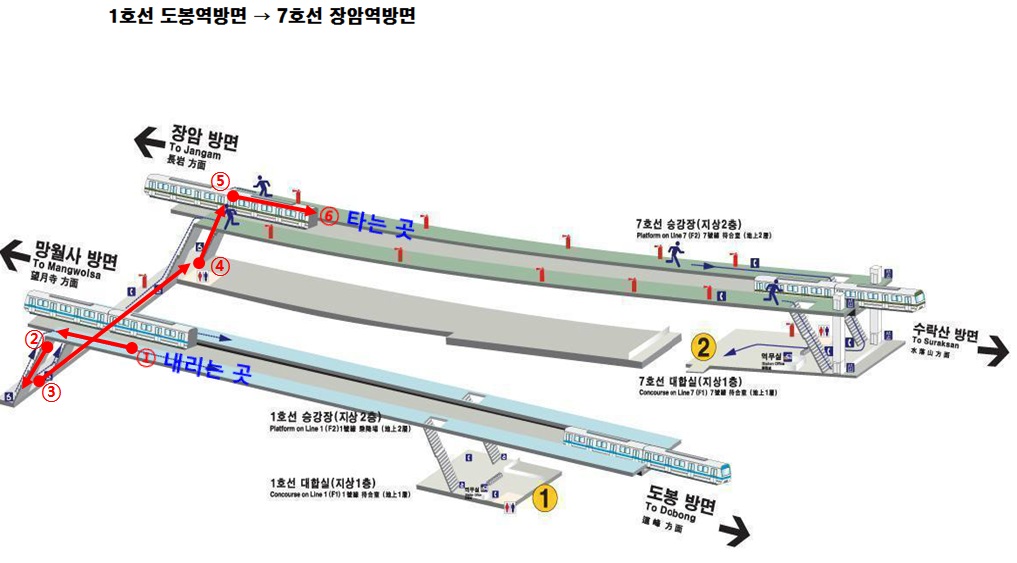 1호선 도봉역방면 → 7호선 장암역방면
장암 방면
To Jangam
長岩 方面
⑤
⑥ 타는 곳
망월사 방면
To Mangwolsa
望月寺 方面
④
7호선 승강장(지상2층)
Platform on Line 7 (F2) 7號線 待合室 (地上2層)
②
① 내리는 곳
③
수락산 방면
To Suraksan
水落山 方面
2
역무실
Station Office
7호선 대합실(지상1층)
Concourse on Line 7 (F1) 7號線 待合室 (地上1層)
1호선 승강장(지상2층)
Platform on Line 1 (F2) 1號線 乘降場 (地上2層)
1호선 대합실(지상1층)
Concourse on Line 1 (F1) 1號線 待合室 (地上1層)
역무실
1
도봉 방면
To Dobong
道峰 方面